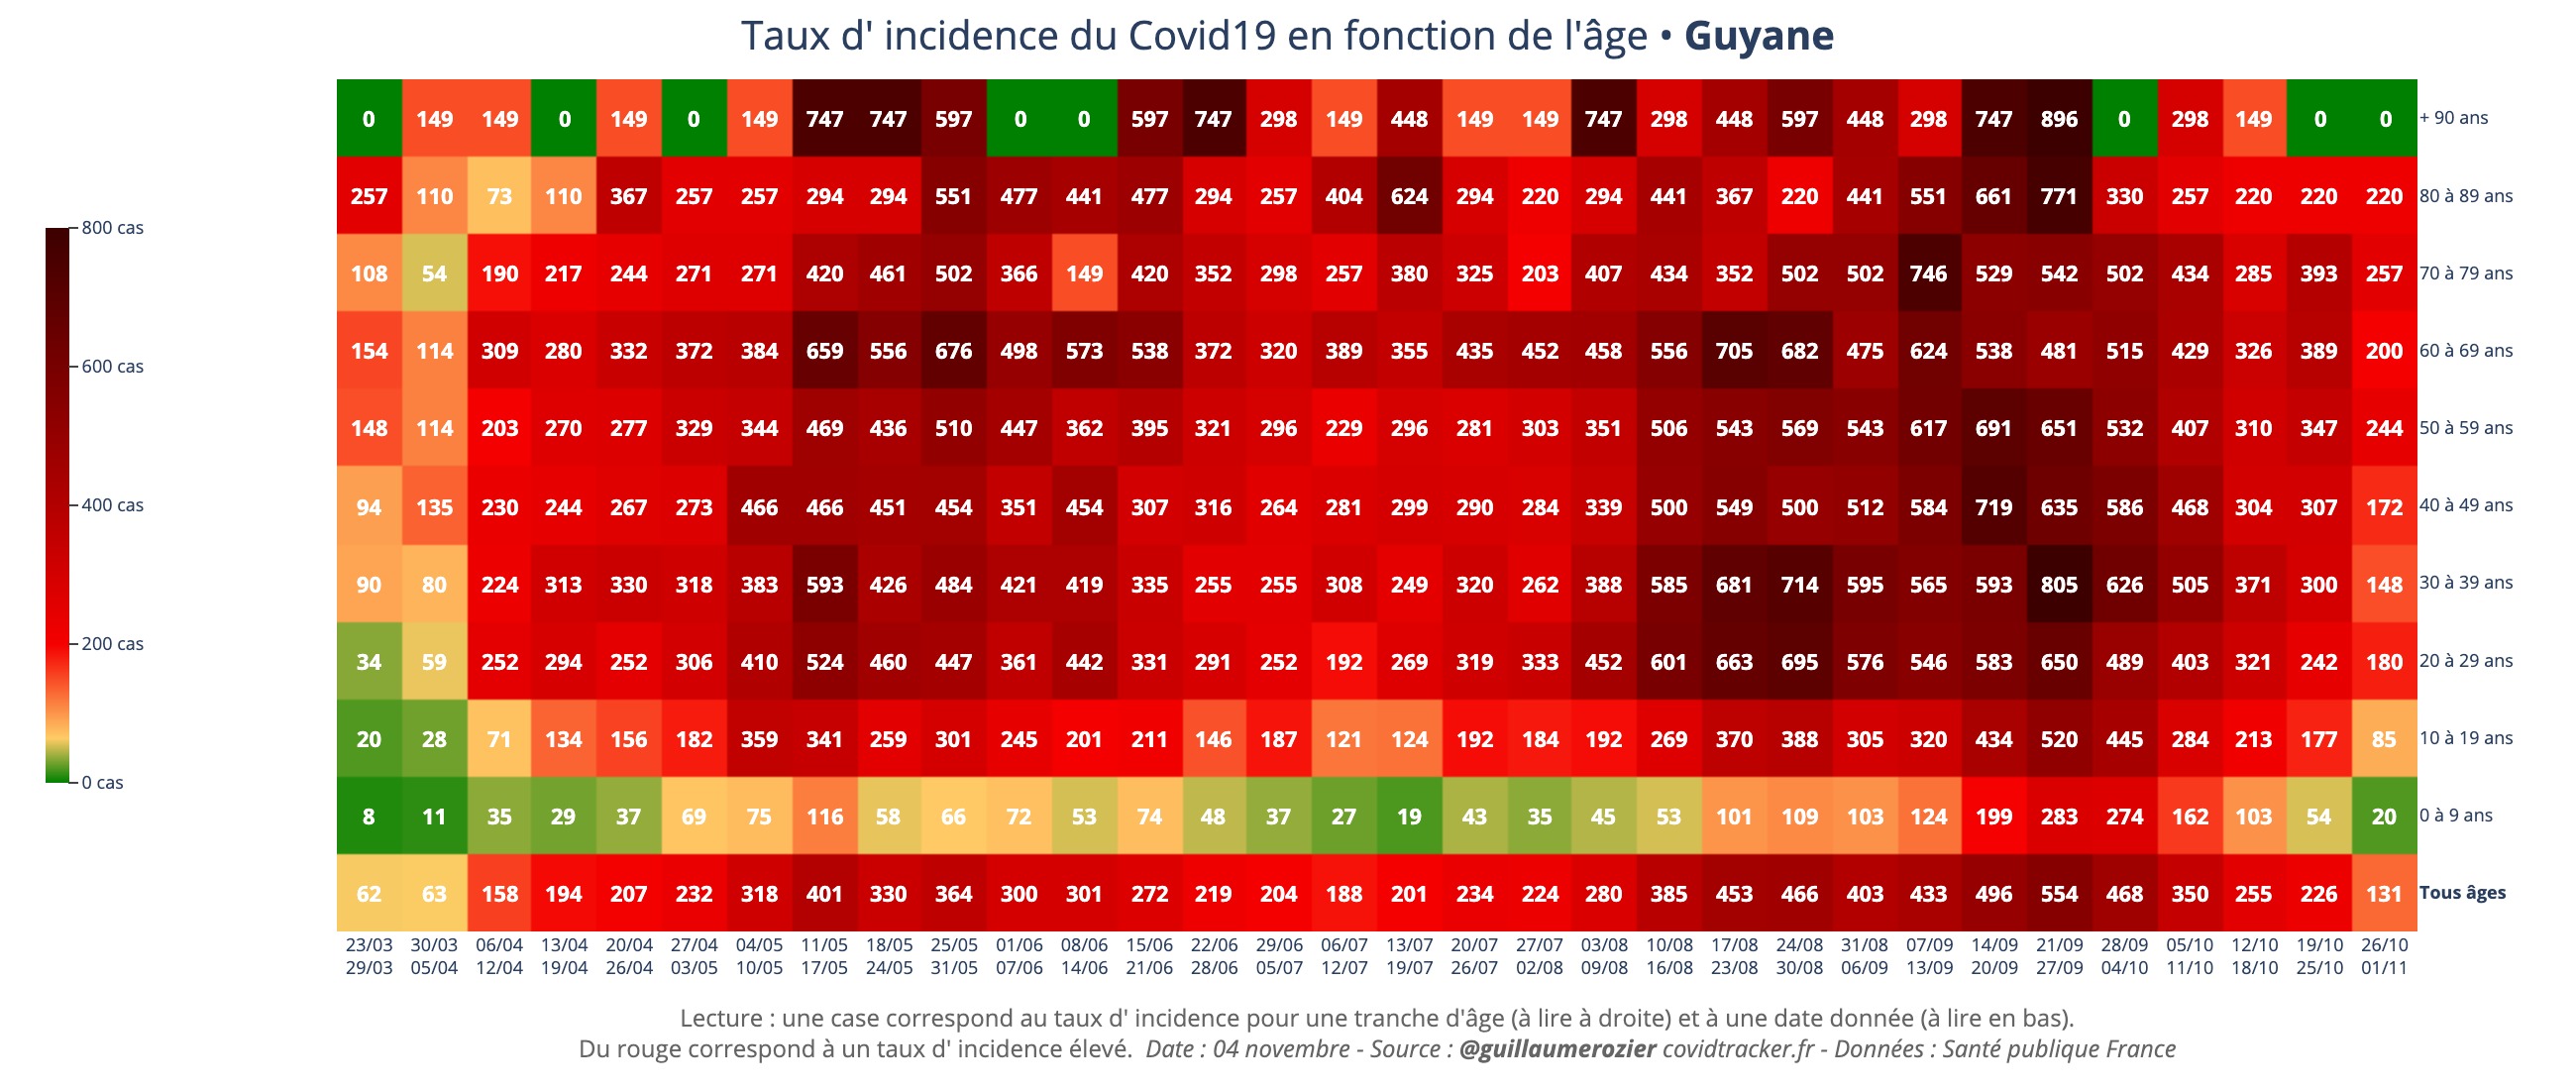 Taux d' incidence du Covid19 en fonction de l'âge • Guyane
0 149 149 0 149 0 149 747 747 597 0 0 597 747 298 149 448 149 149 747 298 448 597 448 298 747 896 0 298 149 0 0 + 90 ans
257 110 73 110 367 257 257 294 294 551 477 441 477 294 257 404 624 294 220 294 441 367 220 441 551 661 771 330 257 220 220 220 80 à 89 ans
800 cas
108 54 190 217 244 271 271 420 461 502 366 149 420 352 298 257 380 325 203 407 434 352 502 502 746 529 542 502 434 285 393 257 70 à 79 ans
154 114 309 280 332 372 384 659 556 676 498 573 538 372 320 389 355 435 452 458 556 705 682 475 624 538 481 515 429 326 389 200 60 à 69 ans
600 cas
148 114 203 270 277 329 344 469 436 510 447 362 395 321 296 229 296 281 303 351 506 543 569 543 617 691 651 532 407 310 347 244 50 à 59 ans
400 cas
94 135 230 244 267 273 466 466 451 454 351 454 307 316 264 281 299 290 284 339 500 549 500 512 584 719 635 586 468 304 307 172 40 à 49 ans
90 80 224 313 330 318 383 593 426 484 421 419 335 255 255 308 249 320 262 388 585 681 714 595 565 593 805 626 505 371 300 148 30 à 39 ans
200 cas
34 59 252 294 252 306 410 524 460 447 361 442 331 291 252 192 269 319 333 452 601 663 695 576 546 583 650 489 403 321 242 180 20 à 29 ans
20 28 71 134 156 182 359 341 259 301 245 201 211 146 187 121 124 192 184 192 269 370 388 305 320 434 520 445 284 213 177 85 10 à 19 ans
0 cas
8 11 35 29 37 69 75 116 58 66 72 53 74 48 37 27 19 43 35 45 53 101 109 103 124 199 283 274 162 103 54 20 0 à 9 ans
62 63 158 194 207 232 318 401 330 364 300 301 272 219 204 188 201 234 224 280 385 453 466 403 433 496 554 468 350 255 226 131 Tous âges
23/03 30/03 06/04 13/04 20/04 27/04 04/05 11/05 18/05 25/05 01/06 08/06 15/06 22/06 29/06 06/07 13/07 20/07 27/07 03/08 10/08 17/08 24/08 31/08 07/09 14/09 21/09 28/09 05/10 12/10 19/10 26/10
29/03 05/04 12/04 19/04 26/04 03/05 10/05 17/05 24/05 31/05 07/06 14/06 21/06 28/06 05/07 12/07 19/07 26/07 02/08 09/08 16/08 23/08 30/08 06/09 13/09 20/09 27/09 04/10 11/10 18/10 25/10 01/11
Lecture : une case correspond au taux d' incidence pour une tranche d'âge (à lire à droite) et à une date donnée (à lire en bas).
Du rouge correspond à un taux d' incidence élevé. Date : 04 novembre - Source : @guillaumerozier covidtracker.fr - Données : Santé publique France